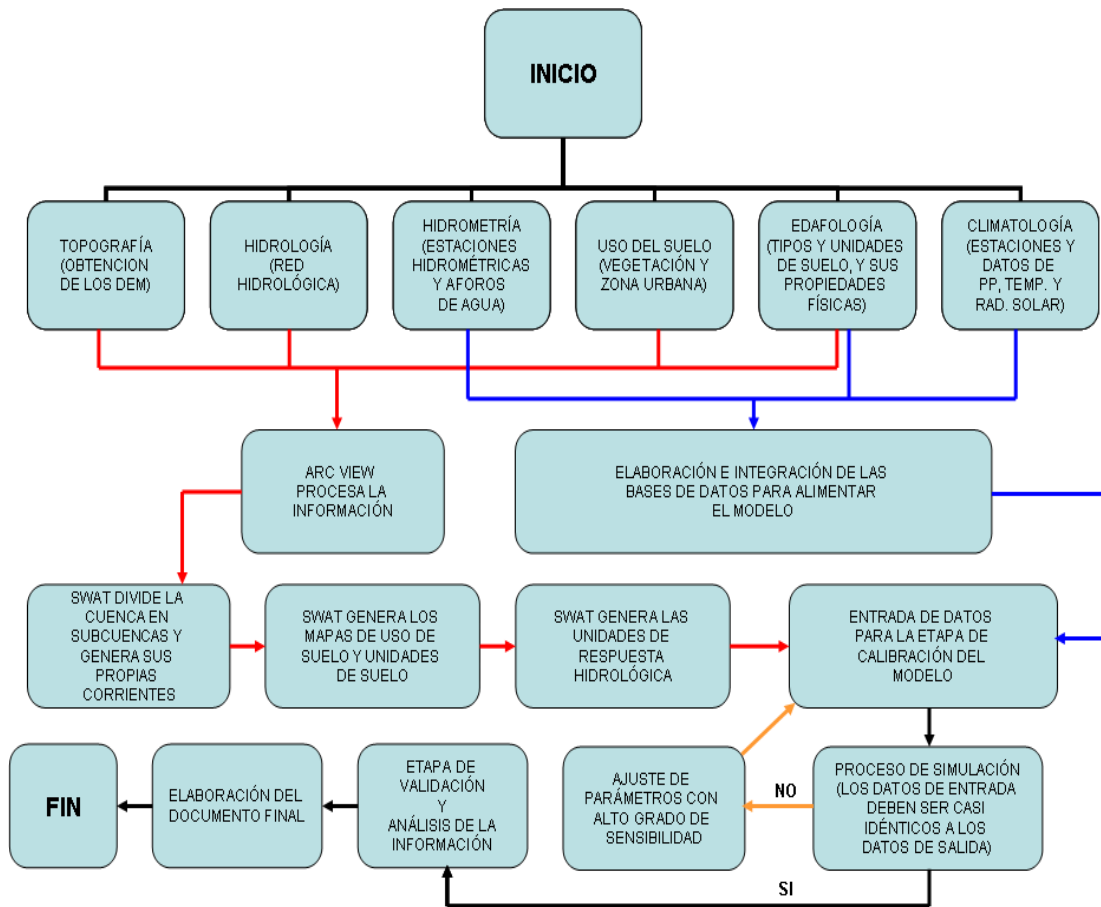 INICIO
TOPOGRAFÍA
(OBTENCION
DE LOS DEM)
HIDROLOGÍA
(RED
HIDROLÓGICA)
HIDROMETRÍA
(ESTACIONES
HIDROMÉTRICAS
Y AFOROS
DE AGUA)
USO DEL SUELO
(VEGETACIÓN Y
ZONA URBANA)
EDAFOLOGÍA
(TIPOS Y UNIDADES
DE SUELO, Y SUS
PROPIEDADES
FÍSICAS)
CLIMATOLOGÍA
(ESTACIONES Y
DATOS DE
PP, TEMP. Y
RAD. SOLAR)
ARC VIEW
PROCESA LA
INFORMACIÓN
ELABORACIÓN E INTEGRACIÓN DE LAS
BASES DE DATOS PARA ALIMENTAR
EL MODELO
SWAT DIVIDE LA
CUENCA EN
SUBCUENCAS Y
GENERA SUS
PROPIAS
CORRIENTES
SWAT GENERA LOS
MAPAS DE USO DE
SUELO Y UNIDADES
DE SUELO
SWAT GENERA LAS
UNIDADES DE
RESPUESTA
HIDROLÓGICA
ENTRADA DE DATOS
PARA LA ETAPA DE
CALIBRACIÓN DEL
MODELO
PROCESO DE SIMULACIÓN
(LOS DATOS DE ENTRADA
DEBEN SER CASI
IDÉNTICOS A LOS
DATOS DE SALIDA)
NO
AJUSTE DE
PARÁMETROS CON
ALTO GRADO DE
SENSIBILIDAD
SI
ETAPA DE
VALIDACIÓN
Y
ANÁLISIS DE LA
INFORMACIÓN
ELABORACIÓN DEL
DOCUMENTO FINAL
FIN